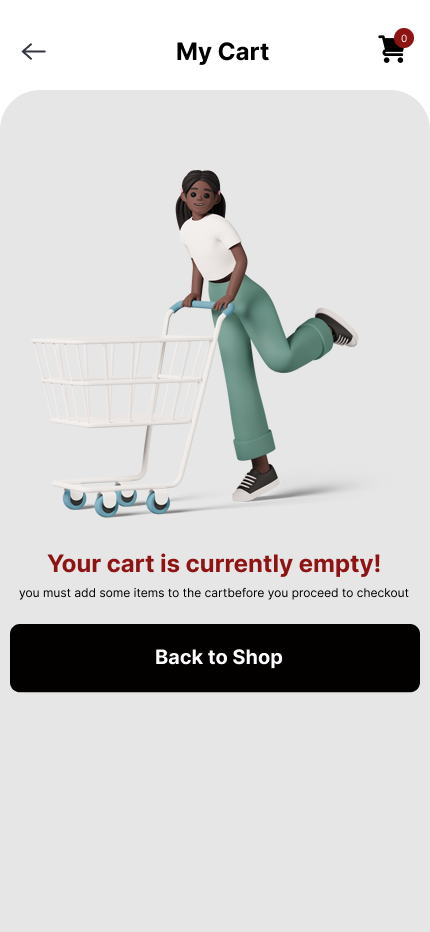 My Cart
0
Your cart is currently empty!
you must add some items to the cartbefore you proceed to checkout
Back to Shop